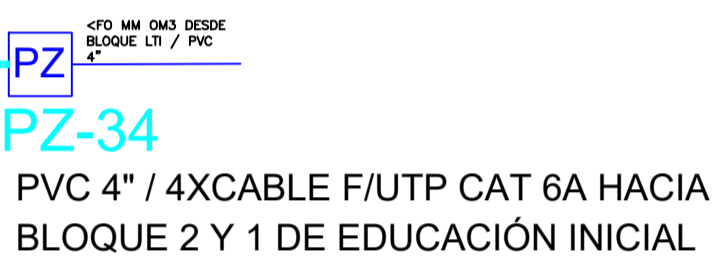 <FO MM OM3 DESDE
BLOQUE LTI / PVC
4"
PZ
PZ-34
PVC 4" / 4XCABLE F/UTP CAT 6A HACIA
BLOQUE 2 Y 1 DE EDUCACIÓN INICIAL